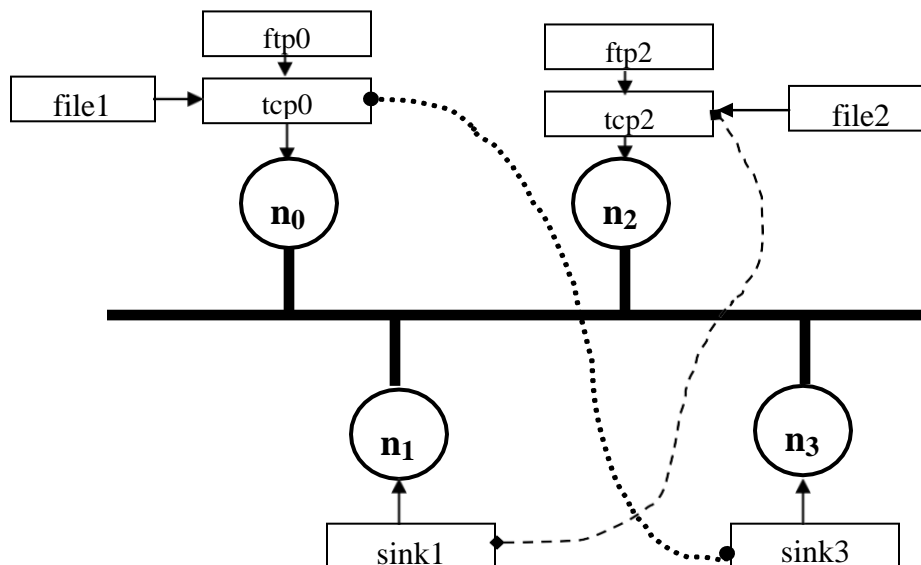 ftp0
ftp2
file1
tcp0
tcp2
file2
n0
n2
n1
n3
sink1
sink3